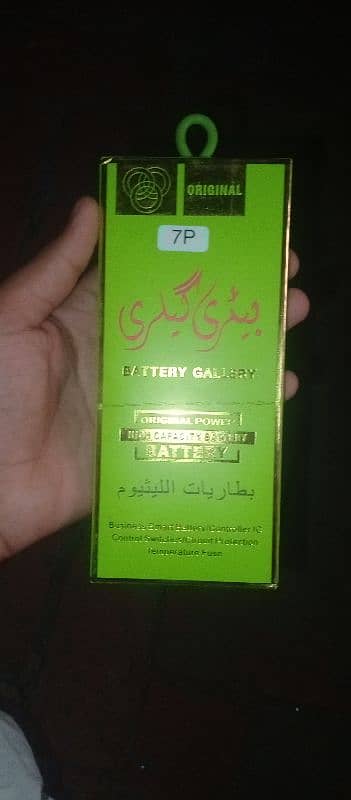 ORIGINAL
7P
بیٹری گیلری
BATTERY GALLERY
ORIGINAL POWER
HIGH CAPACITY BATTERY
BATTERY
بطاريات الليثيوم
Business Smart Battery/Controller IC
Control Switches/Circuit Protection
Temperature Fuse